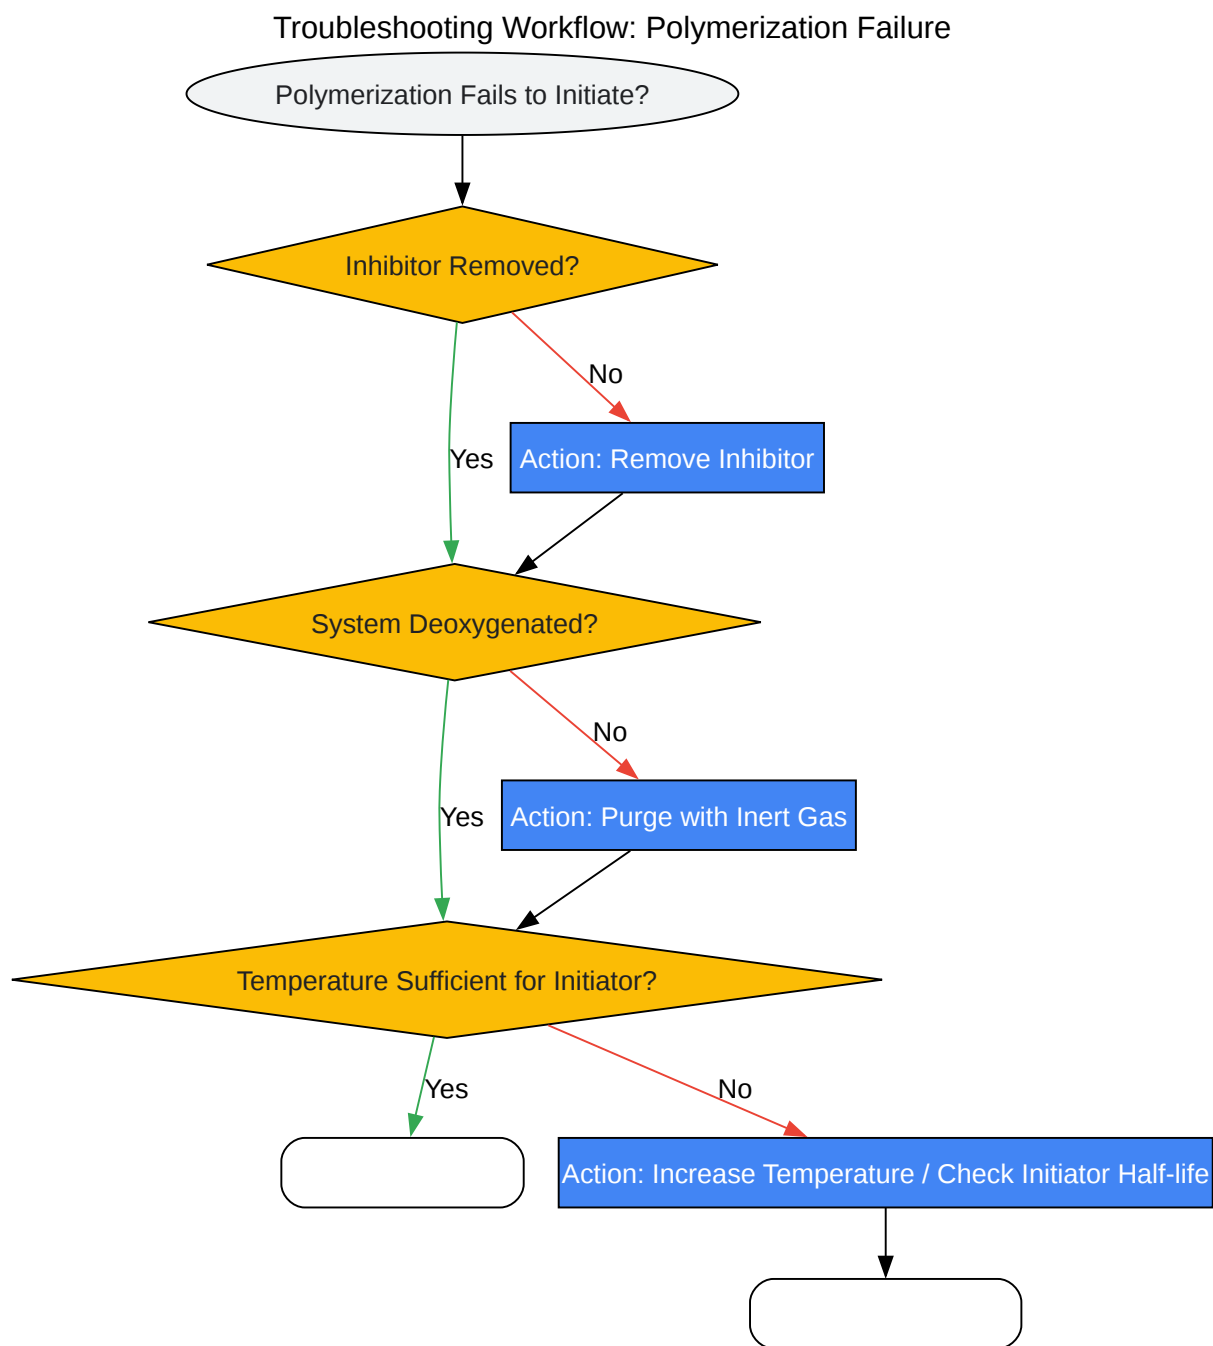 Troubleshooting Workflow: Polymerization Failure
Polymerization Fails to Initiate?
Inhibitor Removed?
No
Yes
Action: Remove Inhibitor
System Deoxygenated?
No
Yes
Action: Purge with Inert Gas
Temperature Sufficient for Initiator?
Yes
No
Action: Increase Temperature / Check Initiator Half-life